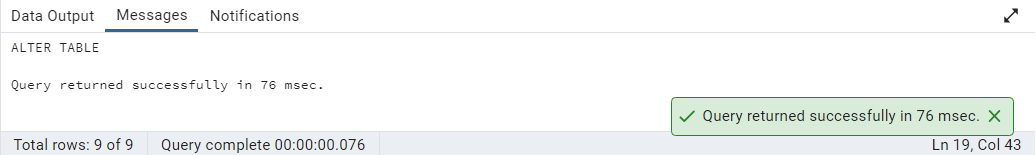 Data Output Messages Notifications
ALTER TABLE
Query returned successfully in 76 msec.
Query returned successfully in 76 msec.
Total rows: 9 of 9 Query complete 00:00:00.076 Ln 19, Col 43